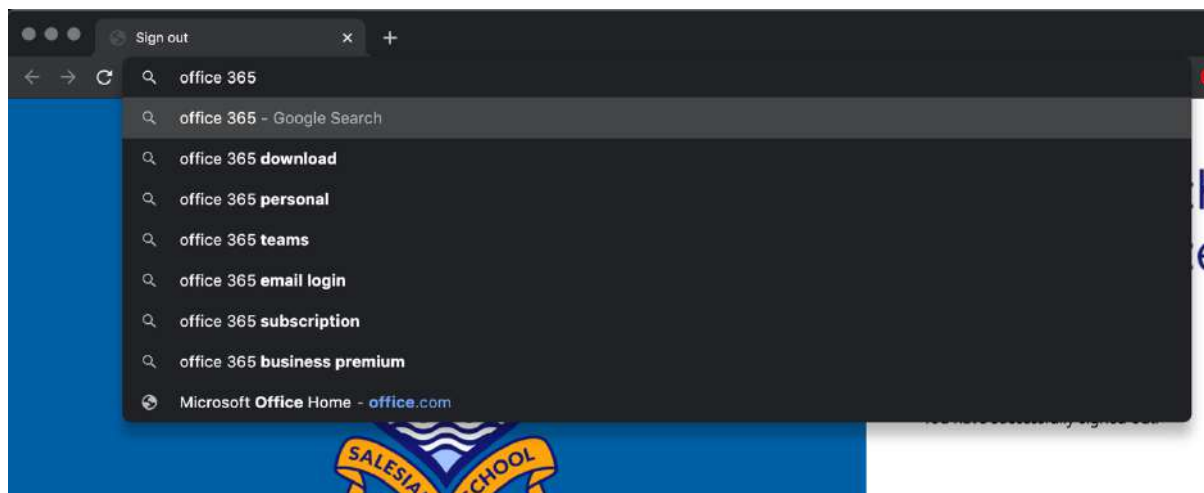 Sign out
office 365
office 365 - Google Search
office 365 download
office 365 personal
office 365 teams
office 365 email login
office 365 subscription
office 365 business premium
Microsoft Office Home - office.com
SCHOOL